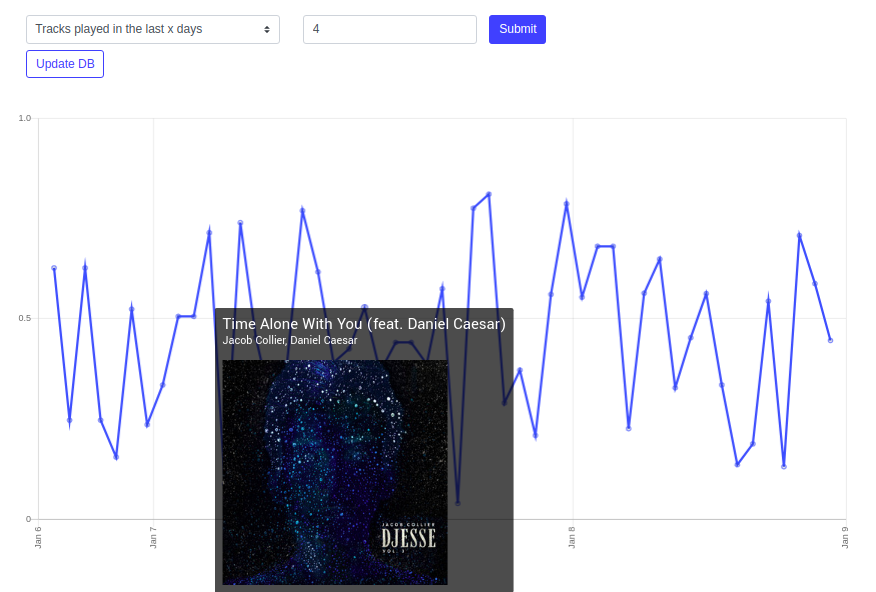 Tracks played in the last x days
4
Submit
Update DB
1.0
0.5
0
Time Alone With You (feat. Daniel Caesar)
Jacob Collier, Daniel Caesar
JACOB COLLIER
DJESSE
VOL. 3
Jan 6
Jan 7
Jan 8
Jan 9